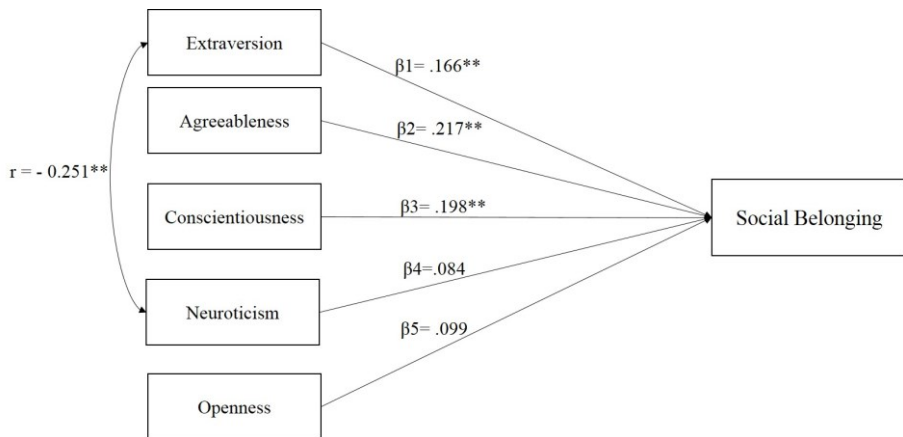 Extraversion
β1= .166**
Agreeableness
β2= .217**
r = - 0.251**
Conscientiousness
β3= .198**
Social Belonging
β4=.084
Neuroticism
β5= .099
Openness